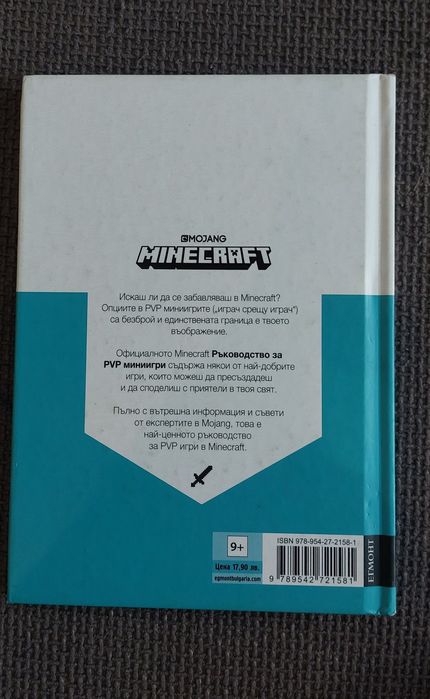 MOJANG
MINECRAFT
Искаш ли да се забавляваш в Minecraft?
Опциите в PVP миниигрите („играч срещу играч“)
са безброй и единствената граница е твоето
въображение.
Официалното Minecraft Ръководство за
PVP миниигри съдържа някои от най-добрите
игри, които можеш да пресъздадеш
и да споделиш с приятели в твоя свят.
Пълно с вътрешна информация и съвети
от експертите в Mojang, това е
най-ценното ръководство
за PVP игри в Minecraft.
9+
Цена 17,90 лв.
egmontbulgaria.com
ISBN 978-954-27-2158-1
9 789542 721581
ЕГМОНТ